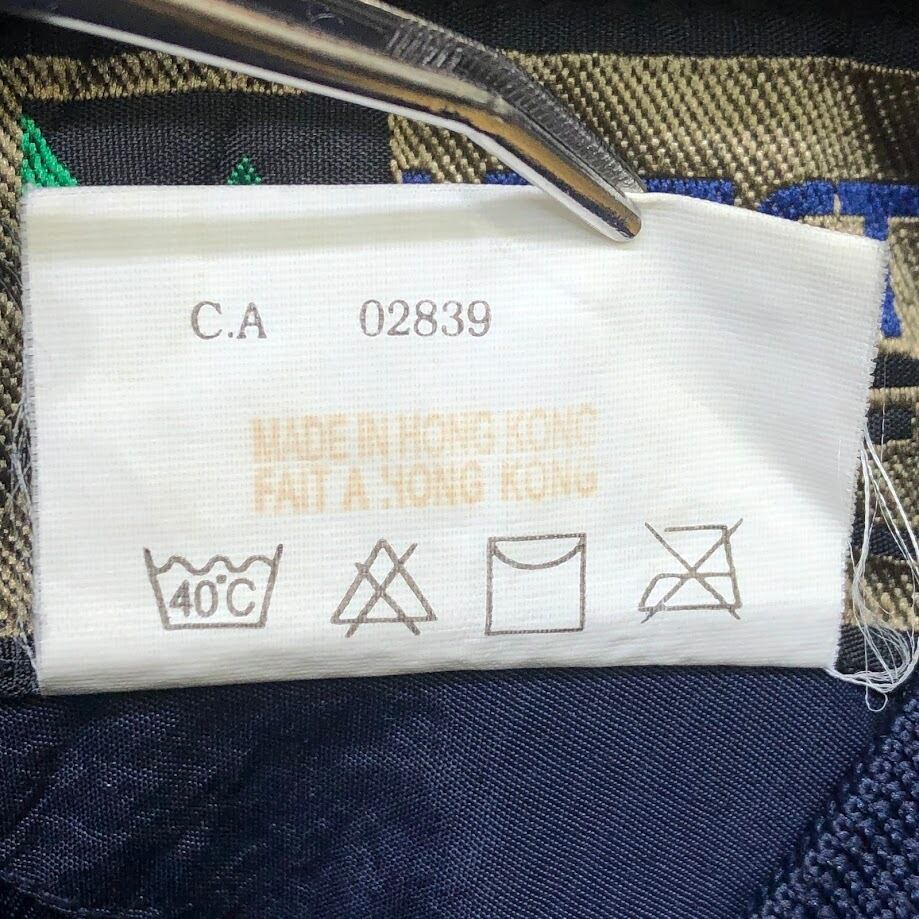 C.A 02839
MADE IN HONG KONG
FAIT A HONG KONG
40°C